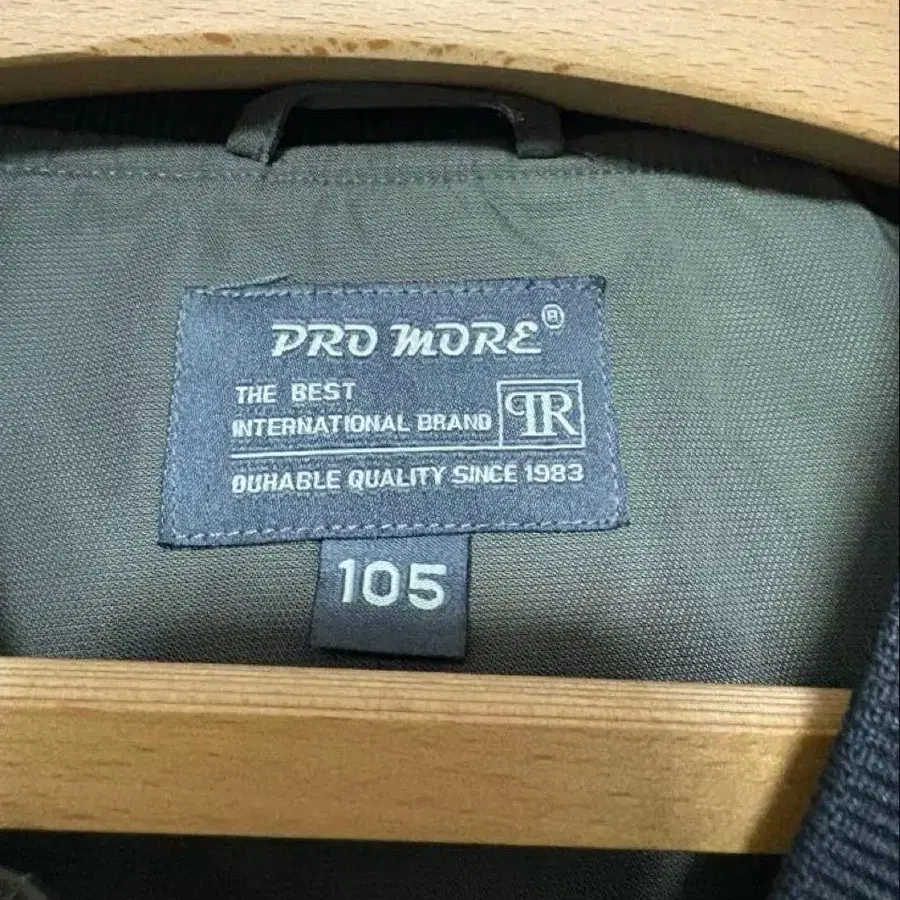 PRO MORE®
THE BEST
INTERNATIONAL BRAND
PR
DUHABLE QUALITY SINCE 1983
105